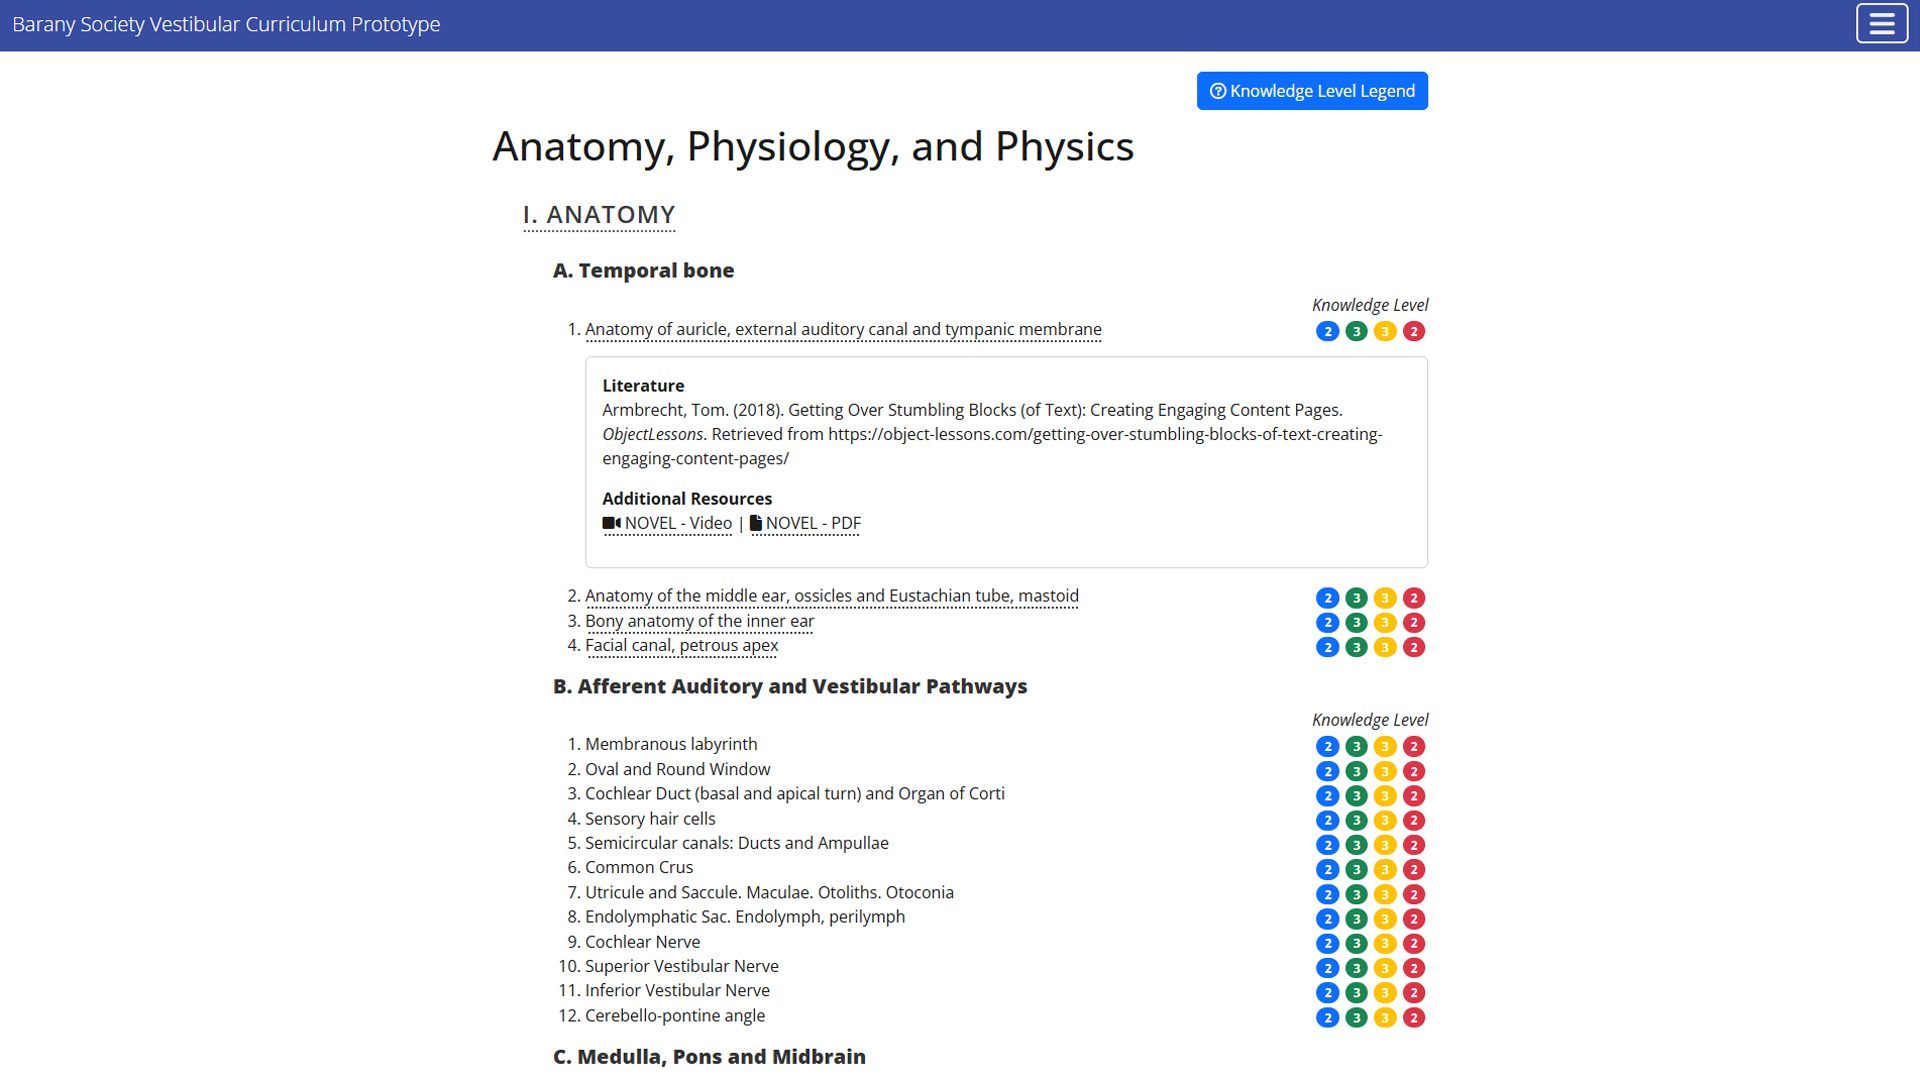 Barany Society Vestibular Curriculum Prototype
Knowledge Level Legend
Anatomy, Physiology, and Physics
I. ANATOMY
A. Temporal bone
Knowledge Level
1. Anatomy of auricle, external auditory canal and tympanic membrane 2 3 3 2
Literature
Armbrecht, Tom. (2018). Getting Over Stumbling Blocks (of Text): Creating Engaging Content Pages.
ObjectLessons. Retrieved from https://object-lessons.com/getting-over-stumbling-blocks-of-text-creating-
engaging-content-pages/
Additional Resources
NOVEL - Video | NOVEL - PDF
2. Anatomy of the middle ear, ossicles and Eustachian tube, mastoid 2 3 3 2
3. Bony anatomy of the inner ear 2 3 3 2
4. Facial canal, petrous apex 2 3 3 2
B. Afferent Auditory and Vestibular Pathways
Knowledge Level
1. Membranous labyrinth 2 3 3 2
2. Oval and Round Window 2 3 3 2
3. Cochlear Duct (basal and apical turn) and Organ of Corti 2 3 3 2
4. Sensory hair cells 2 3 3 2
5. Semicircular canals: Ducts and Ampullae 2 3 3 2
6. Common Crus 2 3 3 2
7. Utricule and Saccule. Maculae. Otoliths. Otoconia 2 3 3 2
8. Endolymphatic Sac. Endolymph, perilymph 2 3 3 2
9. Cochlear Nerve 2 3 3 2
10. Superior Vestibular Nerve 2 3 3 2
11. Inferior Vestibular Nerve 2 3 3 2
12. Cerebello-pontine angle 2 3 3 2
C. Medulla, Pons and Midbrain